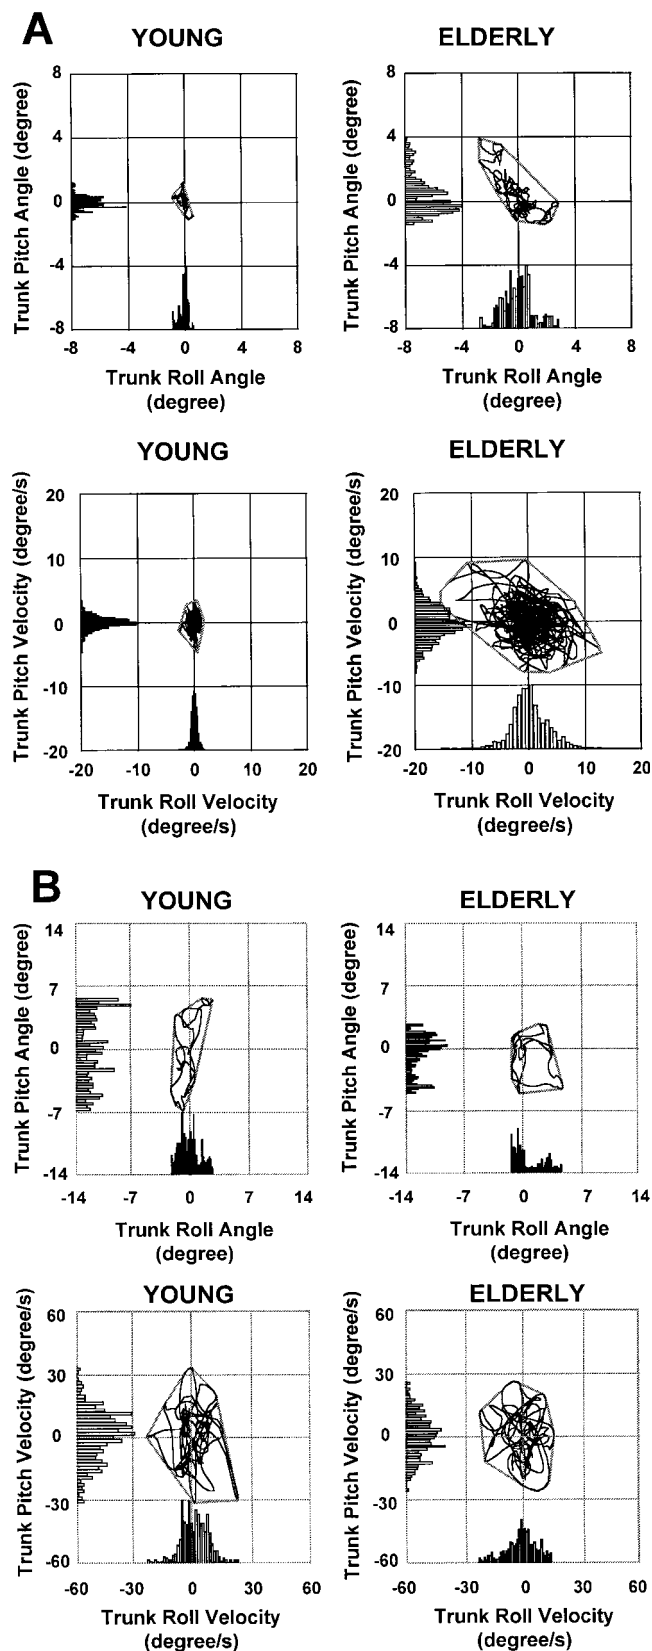 A
YOUNG
ELDERLY
Trunk Pitch Angle (degree)
8
4
0
-4
-8
-8
-4
0
4
8
Trunk Roll Angle
(degree)
Trunk Pitch Angle (degree)
8
4
0
-4
-8
-8
-4
0
4
8
Trunk Roll Angle
(degree)
YOUNG
ELDERLY
Trunk Pitch Velocity (degree/s)
20
10
0
-10
-20
-20
-10
0
10
20
Trunk Roll Velocity
(degree/s)
Trunk Pitch Velocity (degree/s)
20
10
0
-10
-20
-20
-10
0
10
20
Trunk Roll Velocity
(degree/s)
B
YOUNG
ELDERLY
Trunk Pitch Angle (degree)
14
7
0
-7
-14
-14
-7
0
7
14
Trunk Roll Angle
(degree)
Trunk Pitch Angle (degree)
14
7
0
-7
-14
-14
-7
0
7
14
Trunk Roll Angle
(degree)
YOUNG
ELDERLY
Trunk Pitch Velocity (degree/s)
60
30
0
-30
-60
-60
-30
0
30
60
Trunk Roll Velocity
(degree/s)
Trunk Pitch Velocity (degree/s)
60
30
0
-30
-60
-60
-30
0
30
60
Trunk Roll Velocity
(degree/s)